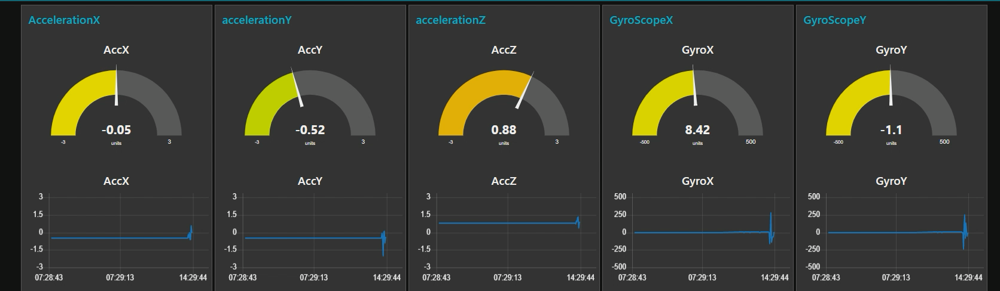 AccelerationX
AccX
-0.05
units
-3
3
AccX
3
1.5
0
-1.5
-3
07:28:43
07:29:13
14:29:44
accelerationY
AccY
-0.52
units
-3
3
AccY
3
1.5
0
-1.5
-3
07:28:43
07:29:13
14:29:44
accelerationZ
AccZ
0.88
units
-3
3
AccZ
3
1.5
0
-1.5
-3
07:28:43
07:29:13
14:29:44
GyroScopeX
GyroX
8.42
units
-500
500
GyroX
500
250
0
-250
-500
07:28:43
07:29:13
14:29:44
GyroScopeY
GyroY
-1.1
units
-500
500
GyroY
500
250
0
-250
-500
07:28:43
07:29:13
14:29:44